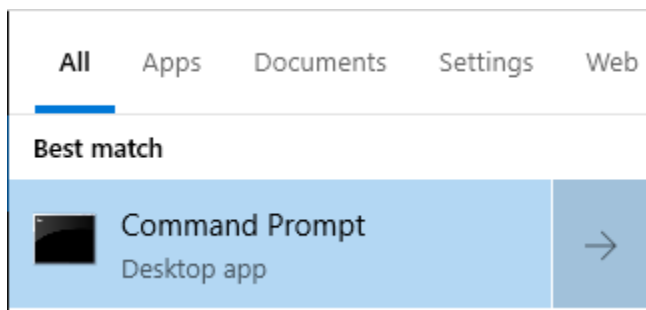 All Apps Documents Settings Web
Best match
Command Prompt
Desktop app